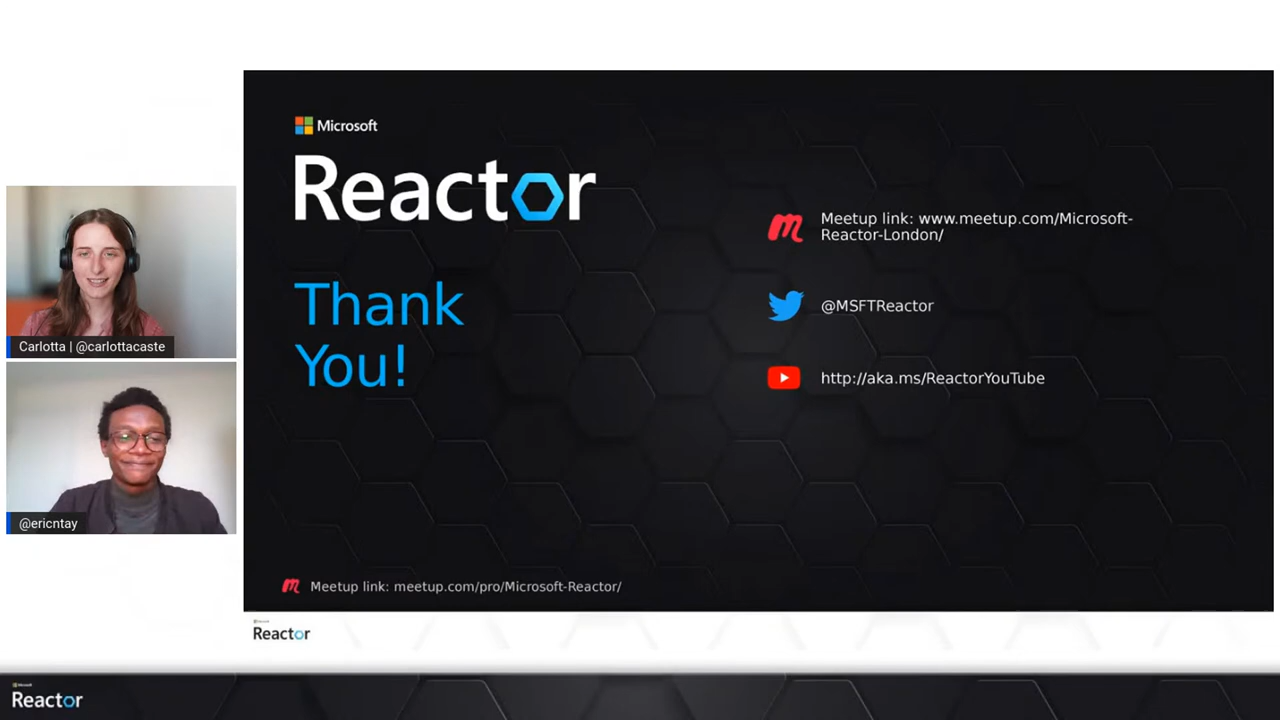 Microsoft
Reactor
Thank
You!
Meetup link: www.meetup.com/Microsoft-
Reactor-London/
@MSFTReactor
http://aka.ms/ReactorYouTube
Meetup link: meetup.com/pro/Microsoft-Reactor/
Carlotta | @carlottacaste
@ericntay
Reactor
Microsoft
Reactor